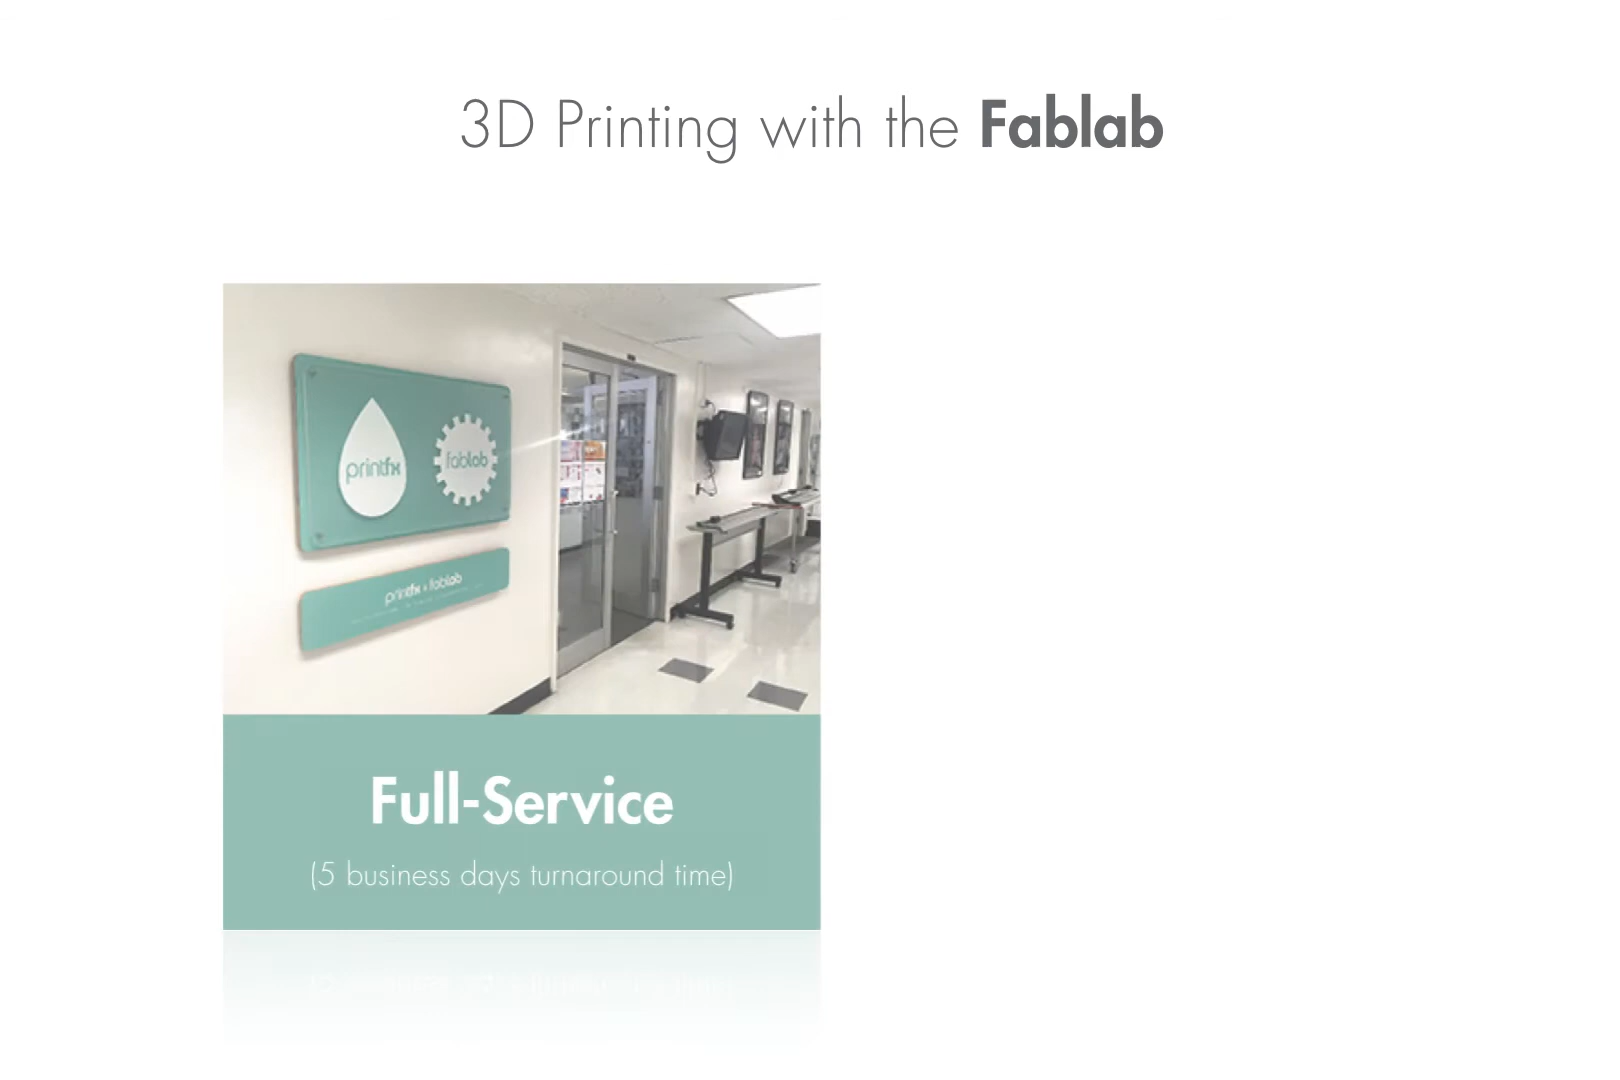 3D Printing with the Fablab
printfx
fablab
printfx + fablab
Full-Service
(5 business days turnaround time)